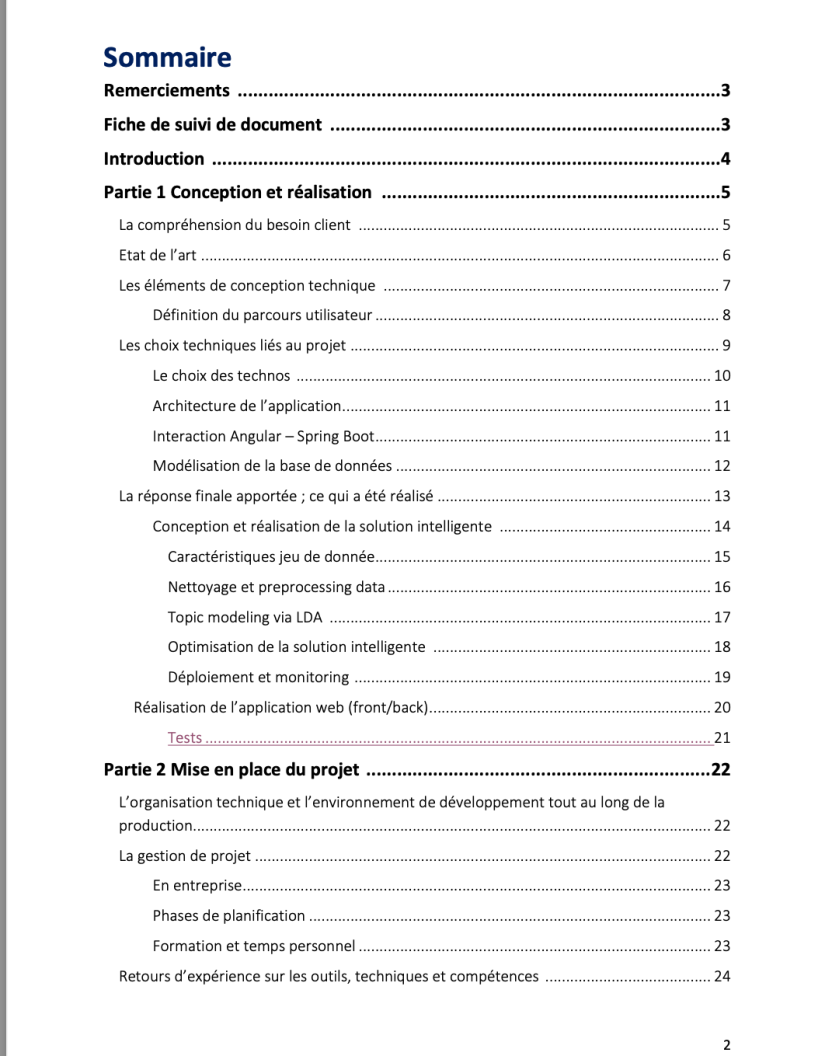 Sommaire
Remerciements ........................................ 3
Fiche de suivi de document ........................................ 3
Introduction ........................................ 4
Partie 1 Conception et réalisation ........................................ 5
La compréhension du besoin client ........................................ 5
Etat de l’art ........................................ 6
Les éléments de conception technique ........................................ 7
Définition du parcours utilisateur ........................................ 8
Les choix techniques liés au projet ........................................ 9
Le choix des technos ........................................ 10
Architecture de l’application ........................................ 11
Interaction Angular – Spring Boot ........................................ 11
Modélisation de la base de données ........................................ 12
La réponse finale apportée ; ce qui a été réalisé ........................................ 13
Conception et réalisation de la solution intelligente ........................................ 14
Caractéristiques jeu de donnée ........................................ 15
Nettoyage et preprocessing data ........................................ 16
Topic modeling via LDA ........................................ 17
Optimisation de la solution intelligente ........................................ 18
Déploiement et monitoring ........................................ 19
Réalisation de l’application web (front/back) ........................................ 20
Tests ........................................ 21
Partie 2 Mise en place du projet ........................................ 22
L’organisation technique et l’environnement de développement tout au long de la
production ........................................ 22
La gestion de projet ........................................ 22
En entreprise ........................................ 23
Phases de planification ........................................ 23
Formation et temps personnel ........................................ 23
Retours d’expérience sur les outils, techniques et compétences ........................................ 24
2